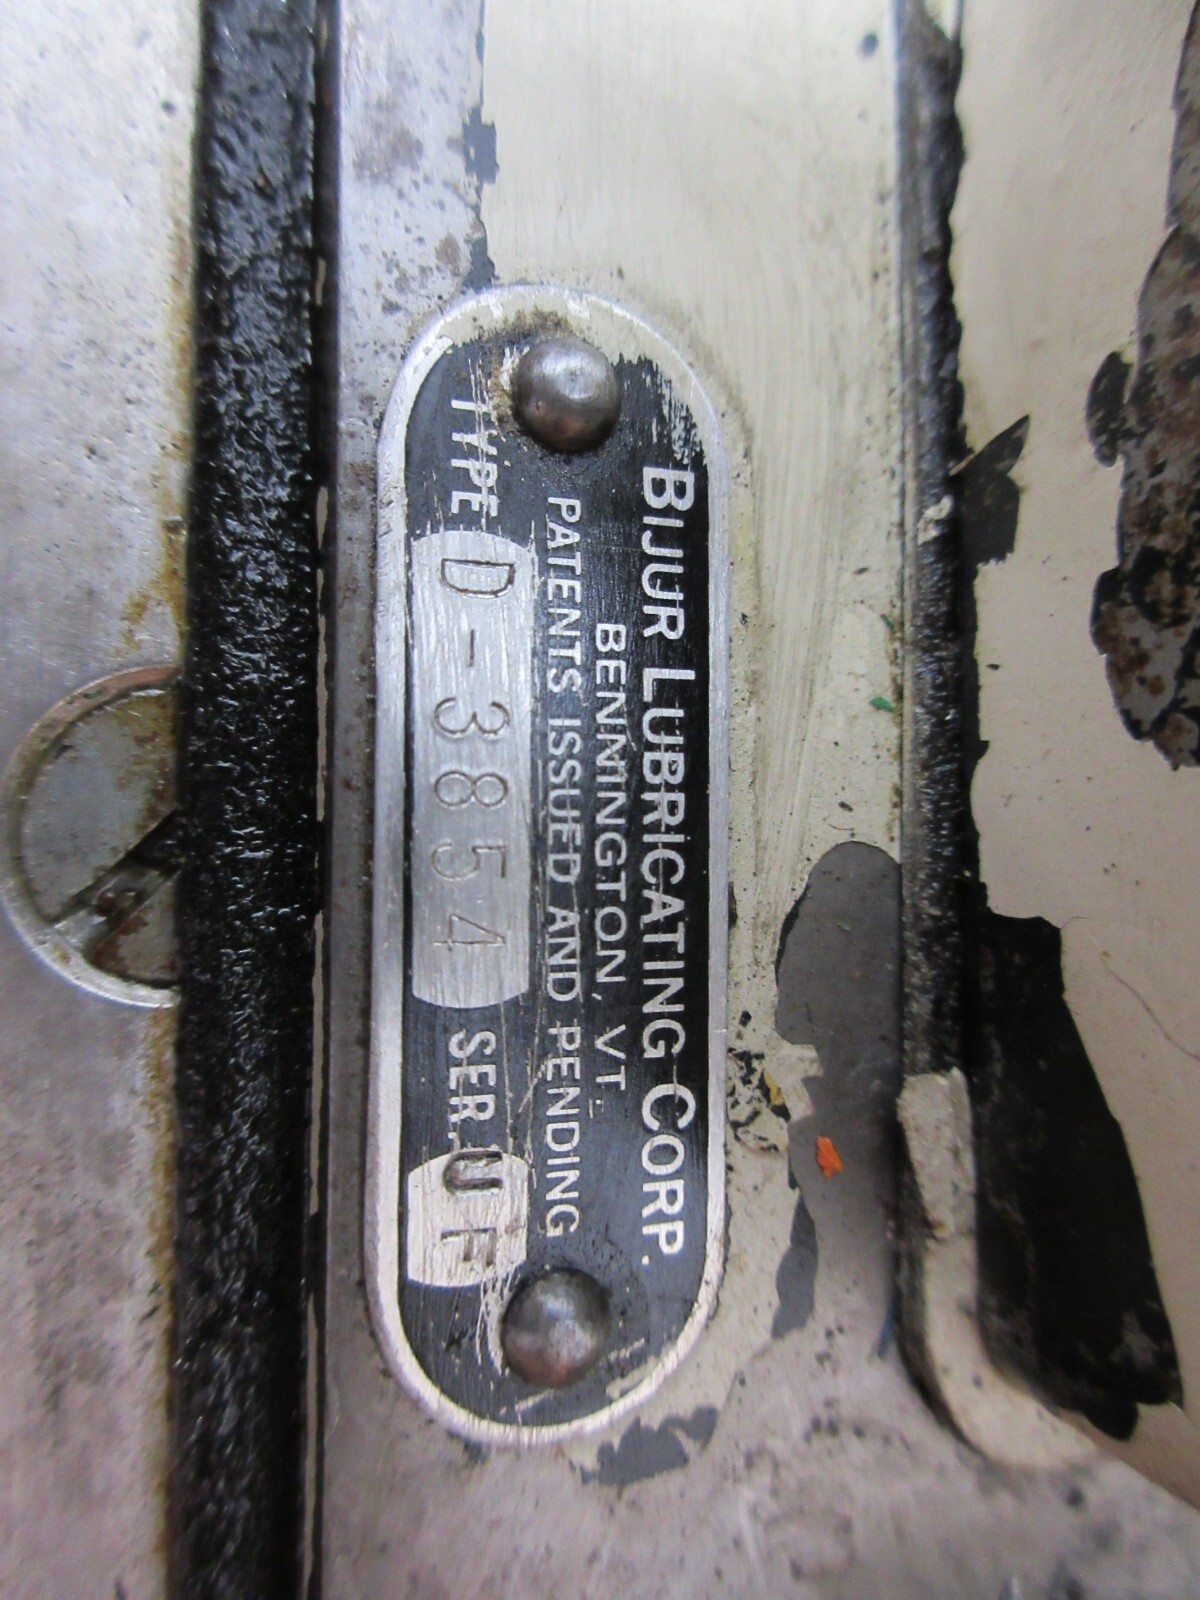 BIJUR LUBRICATING CORP.
BENNINGTON, VT.
PATENTS ISSUED AND PENDING
TYPE D-3854 SER. UF